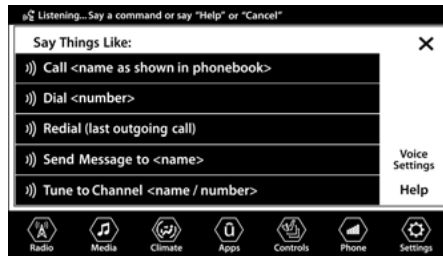 Listening...Say a command or say "Help" or "Cancel"
Say Things Like:
Call <name as shown in phonebook>
Dial <number>
Redial (last outgoing call)
Send Message to <name>
Tune to Channel <name / number>
Voice
Settings
Help
Radio Media Climate Apps Controls Phone Settings